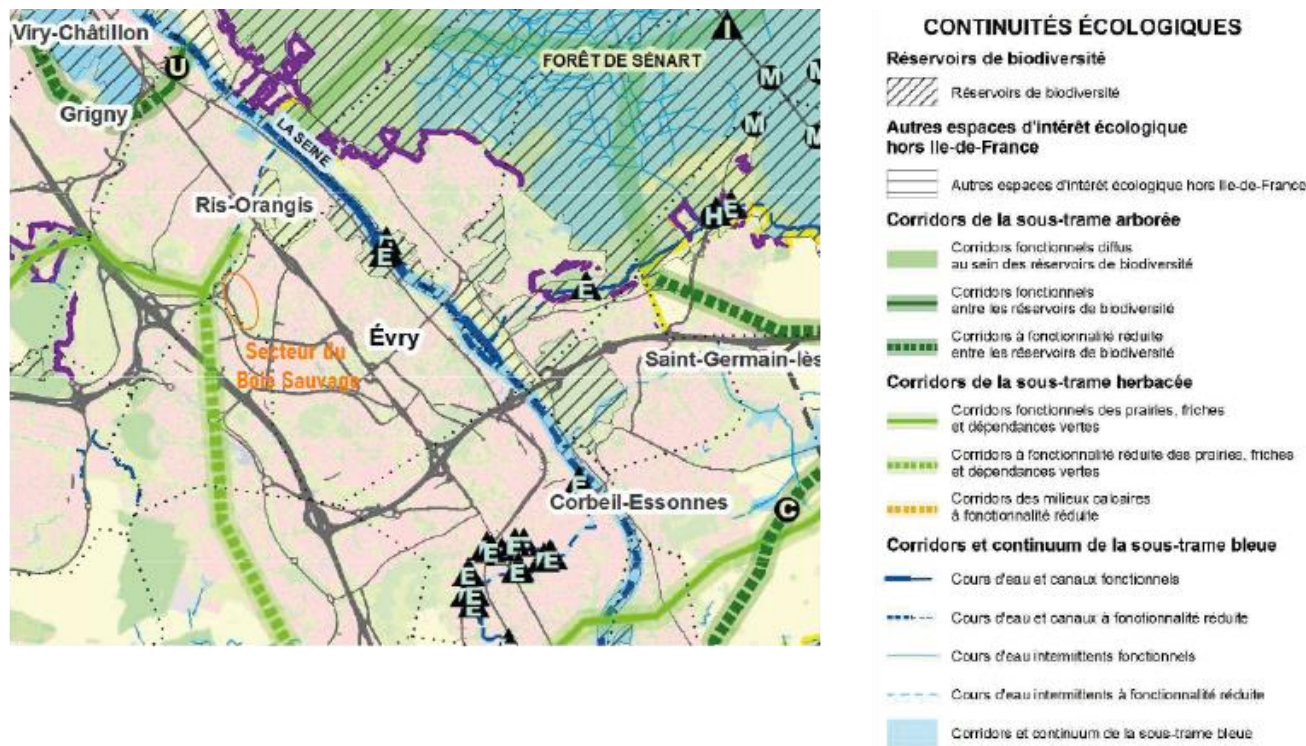 Viry-Châtillon
U
Grigny
FORÊT DE SÉNART
I
M
M
M
M
LA SEINE
Ris-Orangis
H E
E
E
Évry
Secteur du
Bois Sauvage
Saint-Germain-lès
E
Corbeil-Essonnes
C
E
E
E
E
E
E
CONTINUITÉS ÉCOLOGIQUES
Réservoirs de biodiversité
Réservoirs de biodiversité
Autres espaces d'intérêt écologique
hors Ile-de-France
Autres espaces d'intérêt écologique hors Ile-de-France
Corridors de la sous-trame arborée
Corridors fonctionnels diffus
au sein des réservoirs de biodiversité
Corridors fonctionnels
entre les réservoirs de biodiversité
Corridors à fonctionnalité réduite
entre les réservoirs de biodiversité
Corridors de la sous-trame herbacée
Corridors fonctionnels des prairies, friches
et dépendances vertes
Corridors à fonctionnalité réduite des prairies, friches
et dépendances vertes
Corridors des milieux calcaires
à fonctionnalité réduite
Corridors et continuum de la sous-trame bleue
Cours d'eau et canaux fonctionnels
Cours d'eau et canaux à fonctionnalité réduite
Cours d'eau intermittents fonctionnels
Cours d'eau intermittents à fonctionnalité réduite
Corridors et continuum de la sous-trame bleue